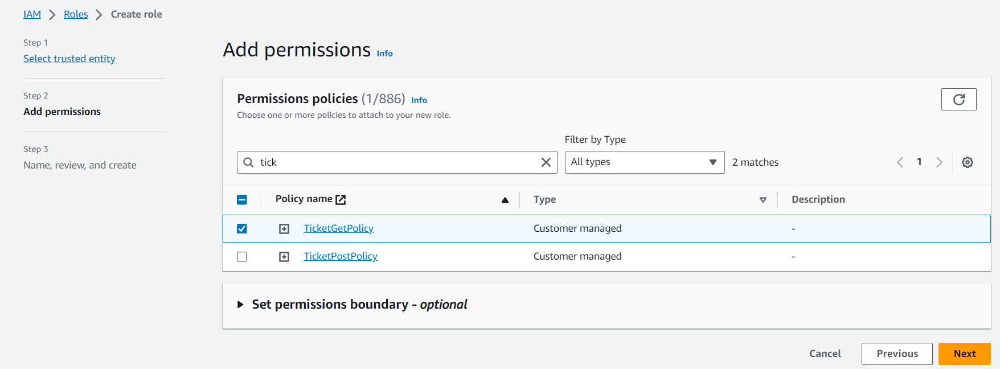 IAM > Roles > Create role
Step 1
Select trusted entity
Step 2
Add permissions
Step 3
Name, review, and create
Add permissions Info
Permissions policies (1/886) Info
Choose one or more policies to attach to your new role.
Filter by Type
tick All types 2 matches 1
Policy name Type Description
TicketGetPolicy Customer managed -
TicketPostPolicy Customer managed -
Set permissions boundary - optional
Cancel Previous Next